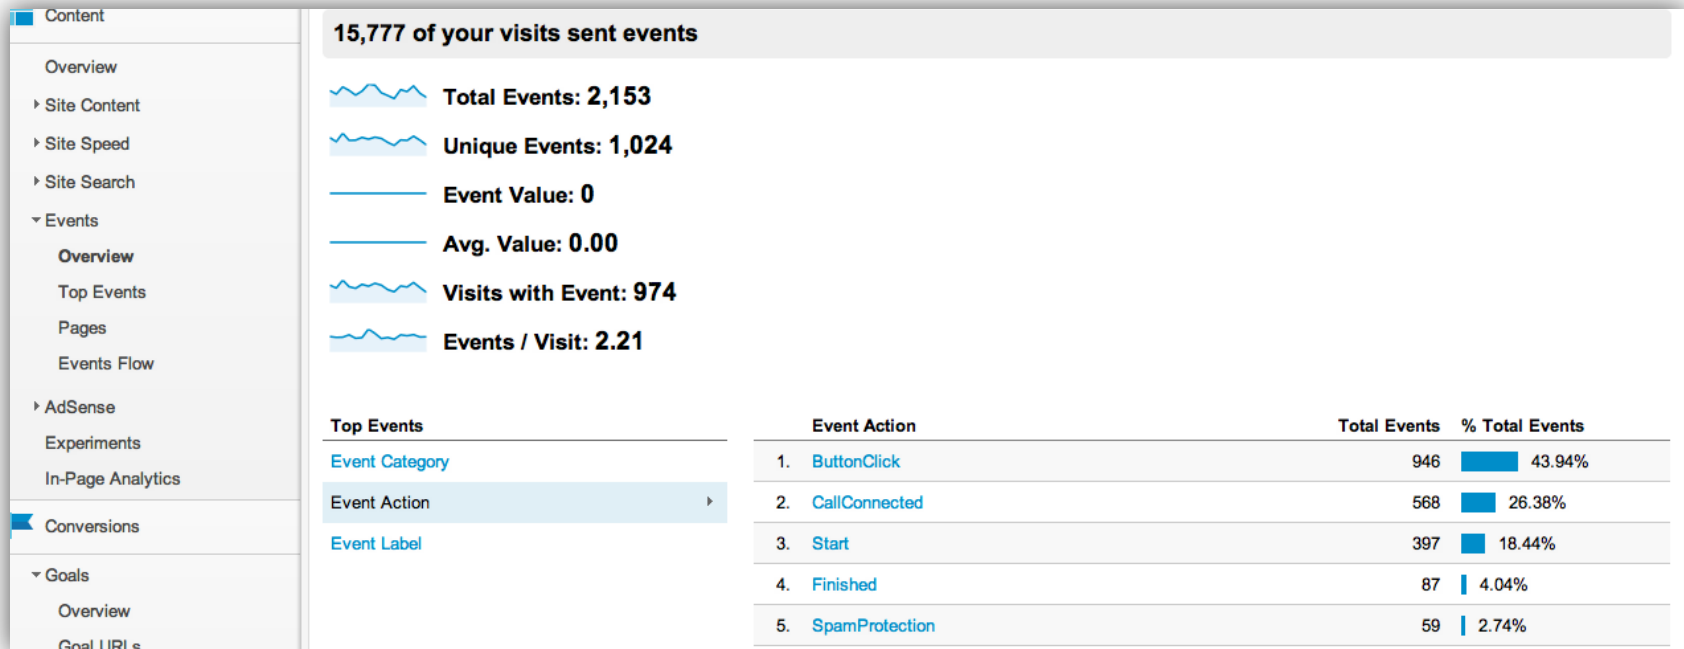 Content
Overview
Site Content
Site Speed
Site Search
Events
Overview
Top Events
Pages
Events Flow
AdSense
Experiments
In-Page Analytics
Conversions
Goals
Overview
Goal URLs
15,777 of your visits sent events
Total Events: 2,153
Unique Events: 1,024
Event Value: 0
Avg. Value: 0.00
Visits with Event: 974
Events / Visit: 2.21
Top Events
Event Category
Event Action
Event Label
Event Action Total Events % Total Events
1. ButtonClick 946 43.94%
2. CallConnected 568 26.38%
3. Start 397 18.44%
4. Finished 87 4.04%
5. SpamProtection 59 2.74%